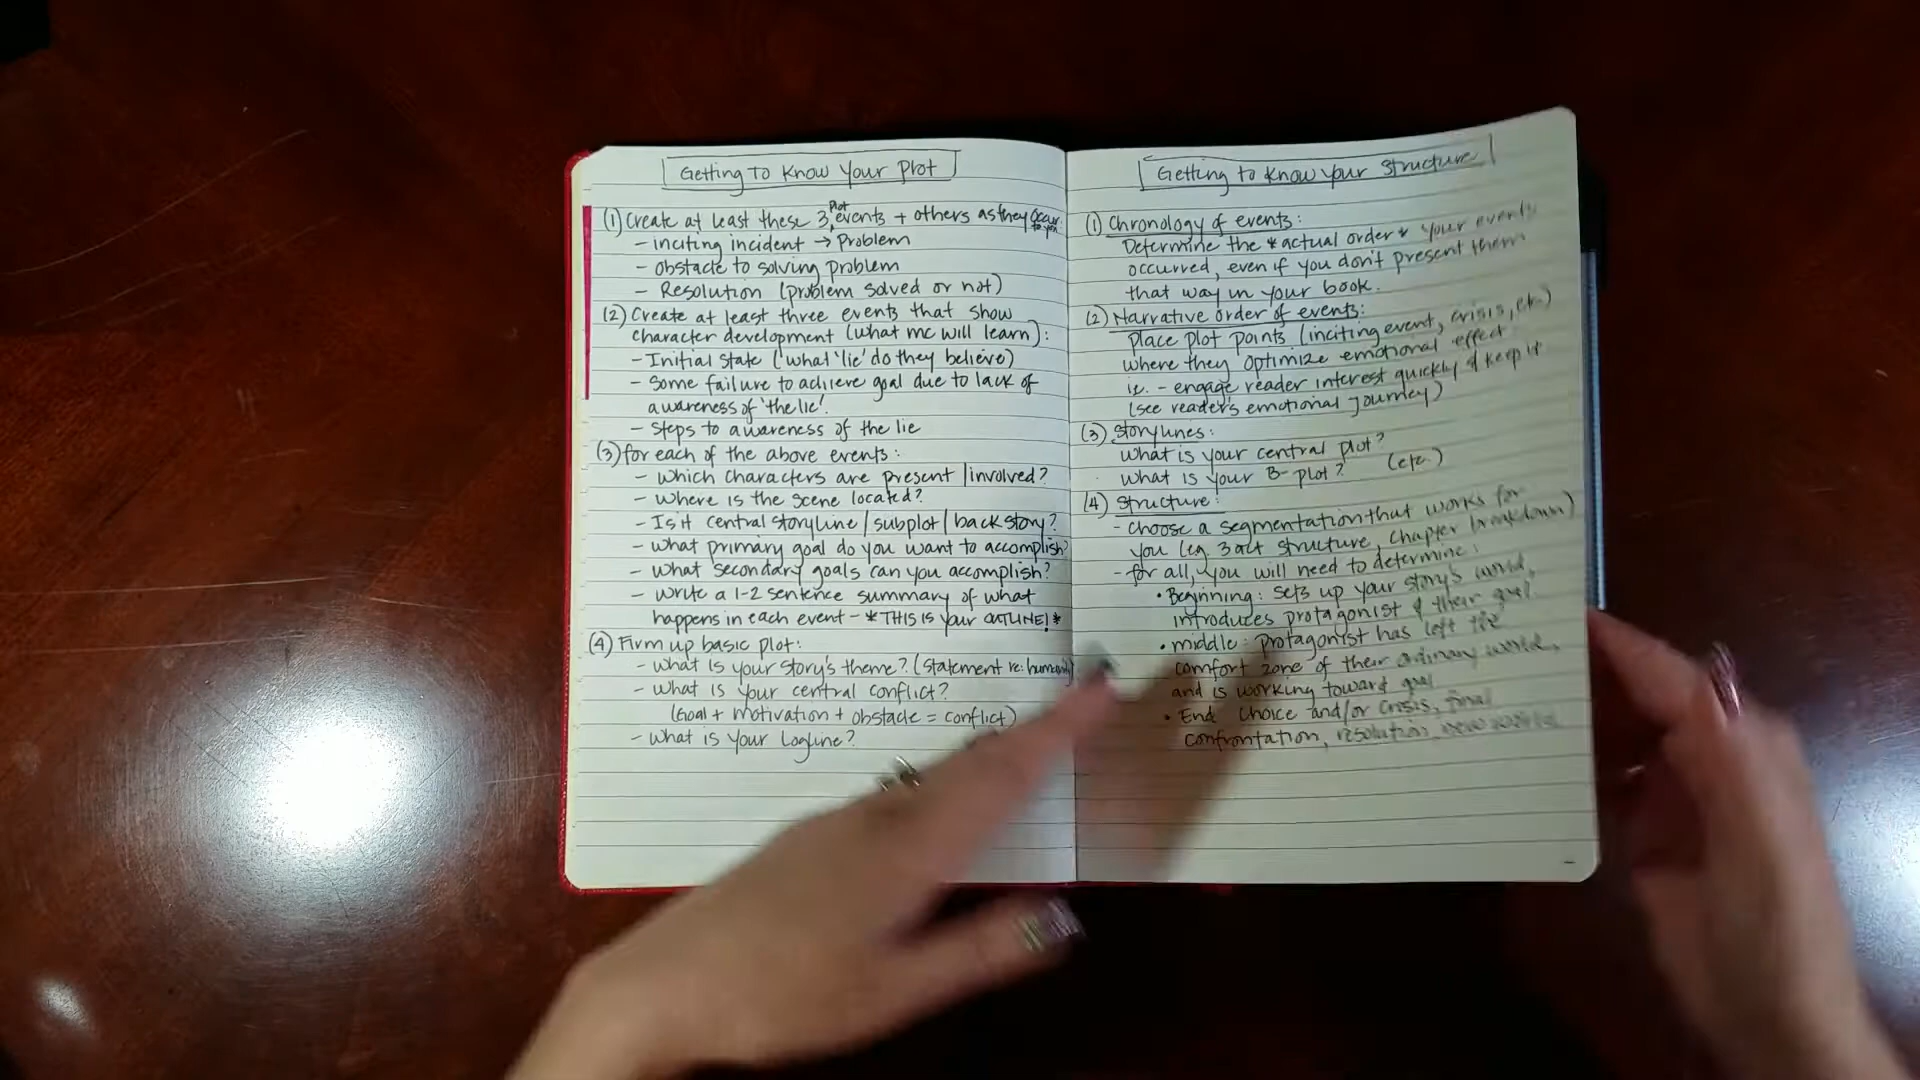 Getting To Know Your Plot
(1) Create at least these 3 plot events + others as they occur to you
- inciting incident → Problem
- obstacle to solving problem
- Resolution (problem solved or not)
(2) Create at least three events that show
character development (what mc will learn):
- Initial state (what 'lie' do they believe)
- Some failure to achieve goal due to lack of
awareness of 'the lie'.
- Steps to awareness of the lie
(3) for each of the above events:
- which characters are present/involved?
- where is the scene located?
- Is it central storyline/subplot/backstory?
- what primary goal do you want to accomplish?
- what secondary goals can you accomplish?
- write a 1-2 sentence summary of what
happens in each event - *THIS IS your OUTLINE!*
(4) Firm up basic plot:
- what is your story's theme? (statement re: humanity)
- what is your central conflict?
(Goal + motivation + obstacle = conflict)
- what is your Logline?
Getting to know your Structure
(1) Chronology of events:
Determine the *actual order* your events
occurred, even if you don't present them
that way in your book.
(2) Narrative order of events:
Place plot points (inciting event, crisis, etc.)
where they optimize emotional effect
ie. - engage reader interest quickly & keep it
(see reader's emotional journey)
(3) Storylines:
what is your central plot?
what is your B-plot? (etc.)
(4) Structure:
- choose a segmentation that works for
you (eg. 3 act structure, chapter breakdown)
- for all, you will need to determine:
• Beginning: sets up your story's world,
introduces protagonist & their goal
• middle: protagonist has left the
comfort zone of their ordinary world,
and is working toward goal
• End choice and/or crisis, final
confrontation, resolution, new world